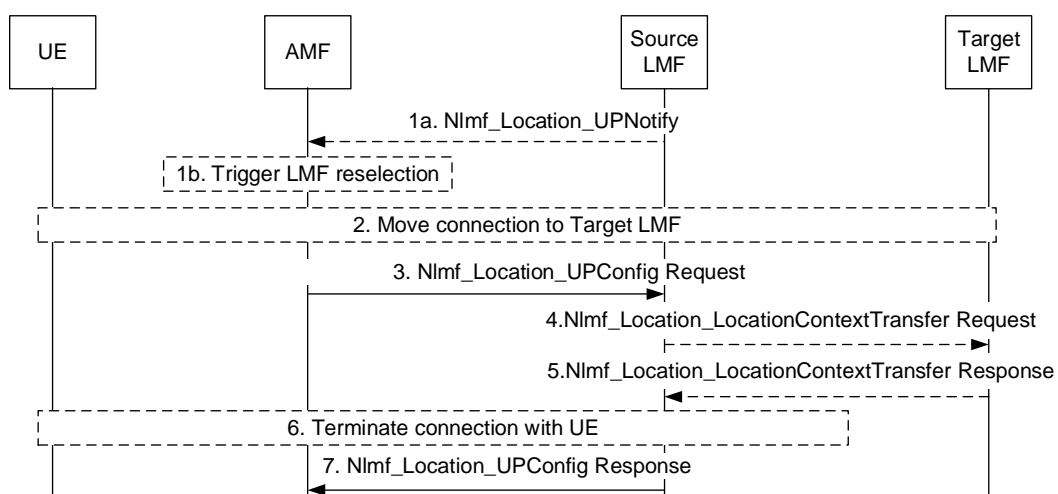 UE
AMF
Source
LMF
Target
LMF
1a. Nlmf_Location_UPNotify
1b. Trigger LMF reselection
2. Move connection to Target LMF
3. Nlmf_Location_UPConfig Request
4.Nlmf_Location_LocationContextTransfer Request
5.Nlmf_Location_LocationContextTransfer Response
6. Terminate connection with UE
7. Nlmf_Location_UPConfig Response